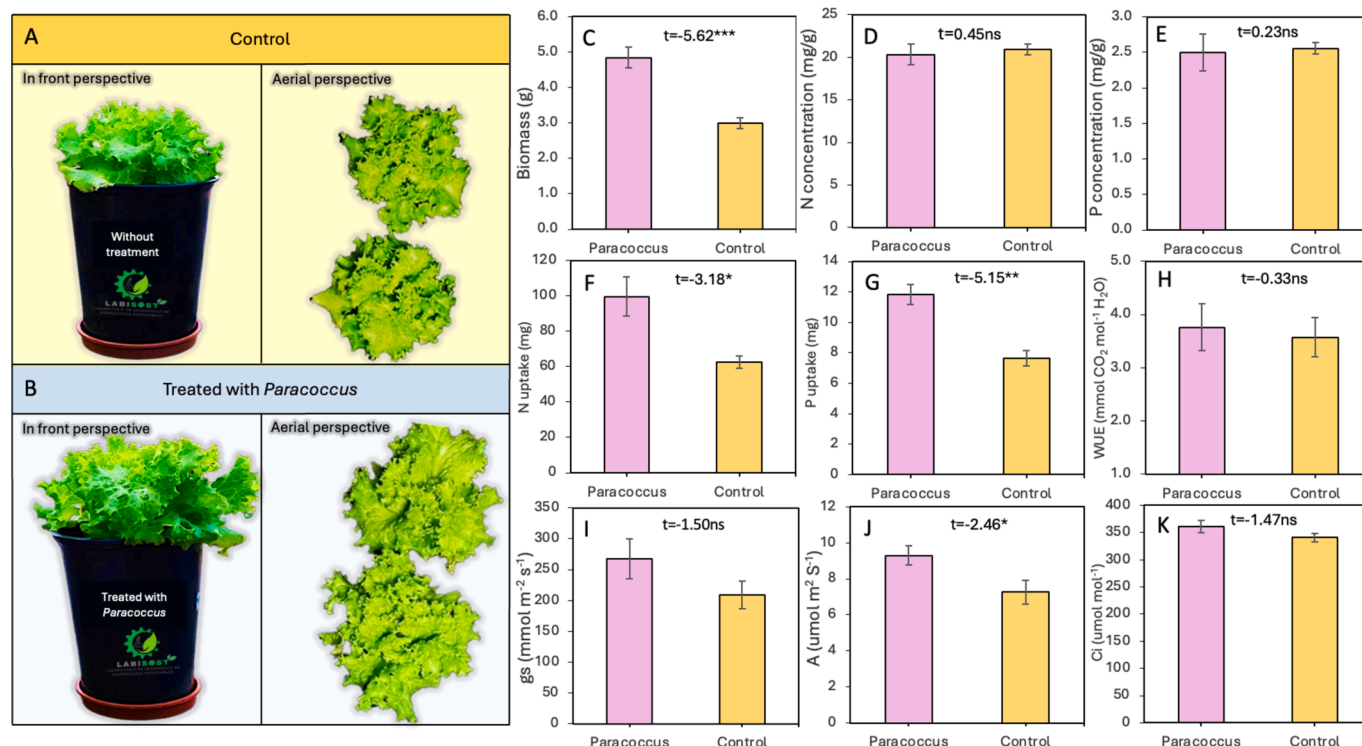 A
Control
In front perspective
Aerial perspective
Without
treatment
LABISOST
B
Treated with Paracoccus
In front perspective
Aerial perspective
Treated with
Paracoccus
LABISOST
C
t=-5.62***
Biomass (g)
6.0
5.0
4.0
3.0
2.0
1.0
0.0
Paracoccus
Control
D
t=0.45ns
N concentration (mg/g)
25
20
15
10
5
0
Paracoccus
Control
E
t=0.23ns
P concentration (mg/g)
3.0
2.5
2.0
1.5
1.0
0.5
0.0
Paracoccus
Control
F
t=-3.18*
N uptake (mg)
120
100
80
60
40
20
0
Paracoccus
Control
G
t=-5.15**
P uptake (mg)
14
12
10
8
6
4
2
0
Paracoccus
Control
H
t=-0.33ns
WUE (mmol CO₂ mol⁻¹ H₂O)
5.0
4.0
3.0
2.0
1.0
Paracoccus
Control
I
t=-1.50ns
gs (mmol m⁻² s⁻¹)
350
300
250
200
150
100
50
0
Paracoccus
Control
J
t=-2.46*
A (umol m² S⁻¹)
12
10
8
6
4
2
0
Paracoccus
Control
K
t=-1.47ns
Ci (umol mol⁻¹)
400
350
300
250
200
150
100
50
0
Paracoccus
Control